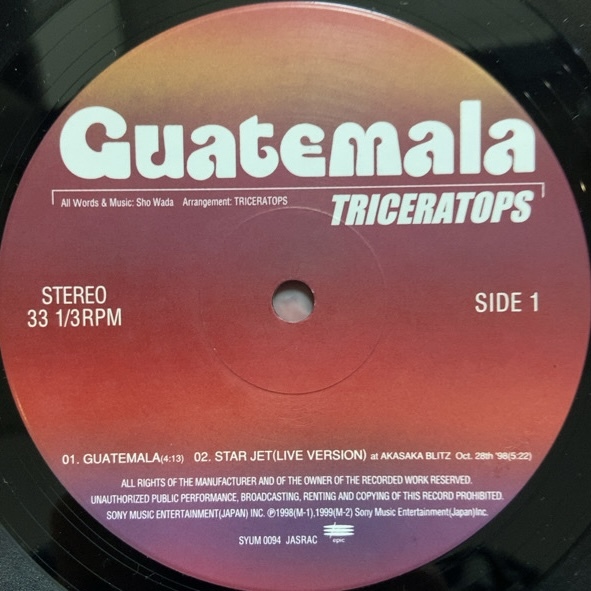 Guatemala
All Words & Music: Sho Wada Arrangement: TRICERATOPS
TRICERATOPS
STEREO
33 1/3RPM
SIDE 1
01. GUATEMALA(4:13) 02. STAR JET(LIVE VERSION) at AKASAKA BLITZ Oct. 28th '98(5:22)
ALL RIGHTS OF THE MANUFACTURER AND OF THE OWNER OF THE RECORDED WORK RESERVED.
UNAUTHORIZED PUBLIC PERFORMANCE, BROADCASTING, RENTING AND COPYING OF THIS RECORD PROHIBITED.
SONY MUSIC ENTERTAINMENT(JAPAN) INC. ℗1998(M-1),1999(M-2) Sony Music Entertainment(Japan)Inc.
epic
SYUM 0094 JASRAC